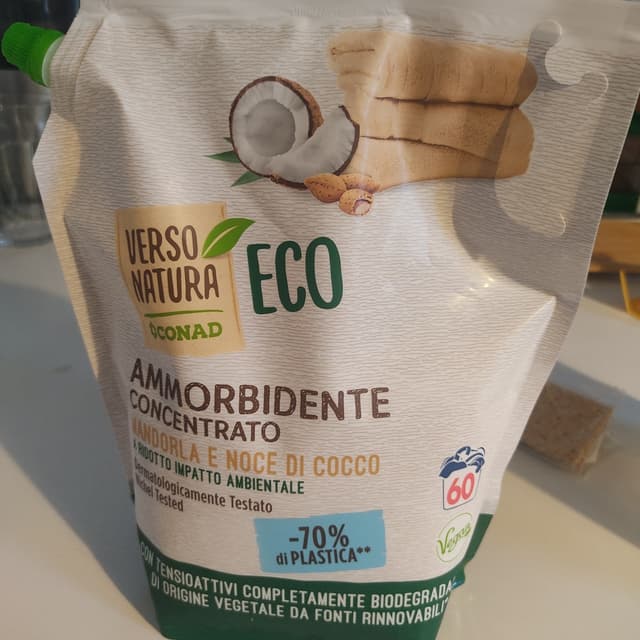 VERSO
NATURA
ECO
CONAD
AMMORBIDENTE
CONCENTRATO
MANDORLA E NOCE DI COCCO
A RIDOTTO IMPATTO AMBIENTALE
Dermatologicamente Testato
Nickel Tested
60
-70%
di PLASTICA**
Vegan
CON TENSIOATTIVI COMPLETAMENTE BIODEGRADA
DI ORIGINE VEGETALE DA FONTI RINNOVABILI